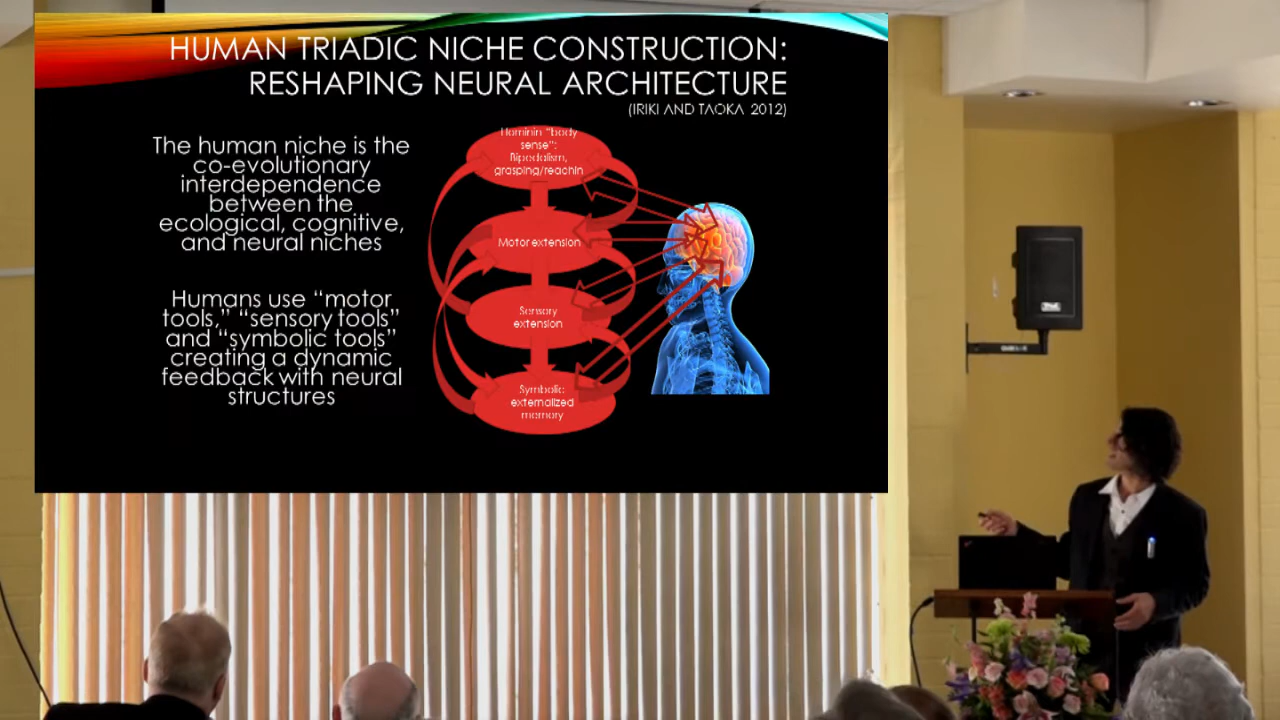 HUMAN TRIADIC NICHE CONSTRUCTION:
RESHAPING NEURAL ARCHITECTURE
(IRIKI AND TAOKA 2012)
The human niche is the
co-evolutionary
interdependence
between the
ecological, cognitive,
and neural niches
Humans use “motor
tools,” “sensory tools”
and “symbolic tools”
creating a dynamic
feedback with neural
structures
Hominin “body
sense”:
Bipedalism,
grasping/reachin
Motor extension
Sensory
extension
Symbolic
externalized
memory